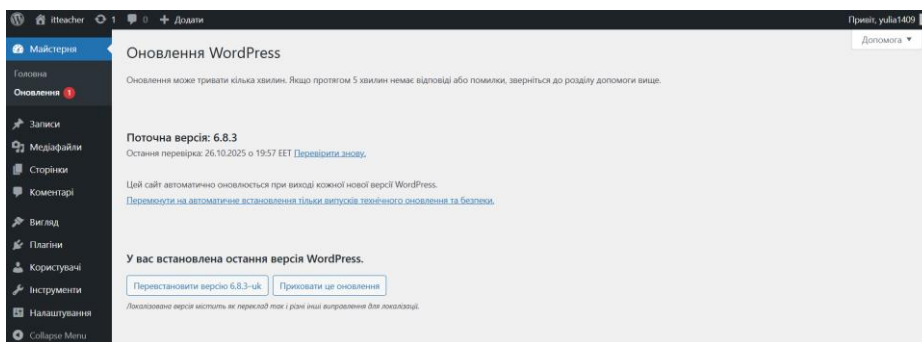 itteacher 1 0 + Додати Привіт, yulia1409
Допомога
Майстерня
Головна
Оновлення 1
Записи
Медіафайли
Сторінки
Коментарі
Вигляд
Плагіни
Користувачі
Інструменти
Налаштування
Collapse Menu
Оновлення WordPress
Оновлення може тривати кілька хвилин. Якщо протягом 5 хвилин немає відповіді або помилки, зверніться до розділу допомоги вище.
Поточна версія: 6.8.3
Остання перевірка: 26.10.2025 о 19:57 EET Перевірити знову.
Цей сайт автоматично оновлюється при виході кожної нової версії WordPress.
Перемкнути на автоматичне встановлення тільки випусків технічного оновлення та безпеки.
У вас встановлена остання версія WordPress.
Перевстановити версію 6.8.3–uk Приховати це оновлення
Локалізована версія містить як переклад так і різні інші виправлення для локалізації.